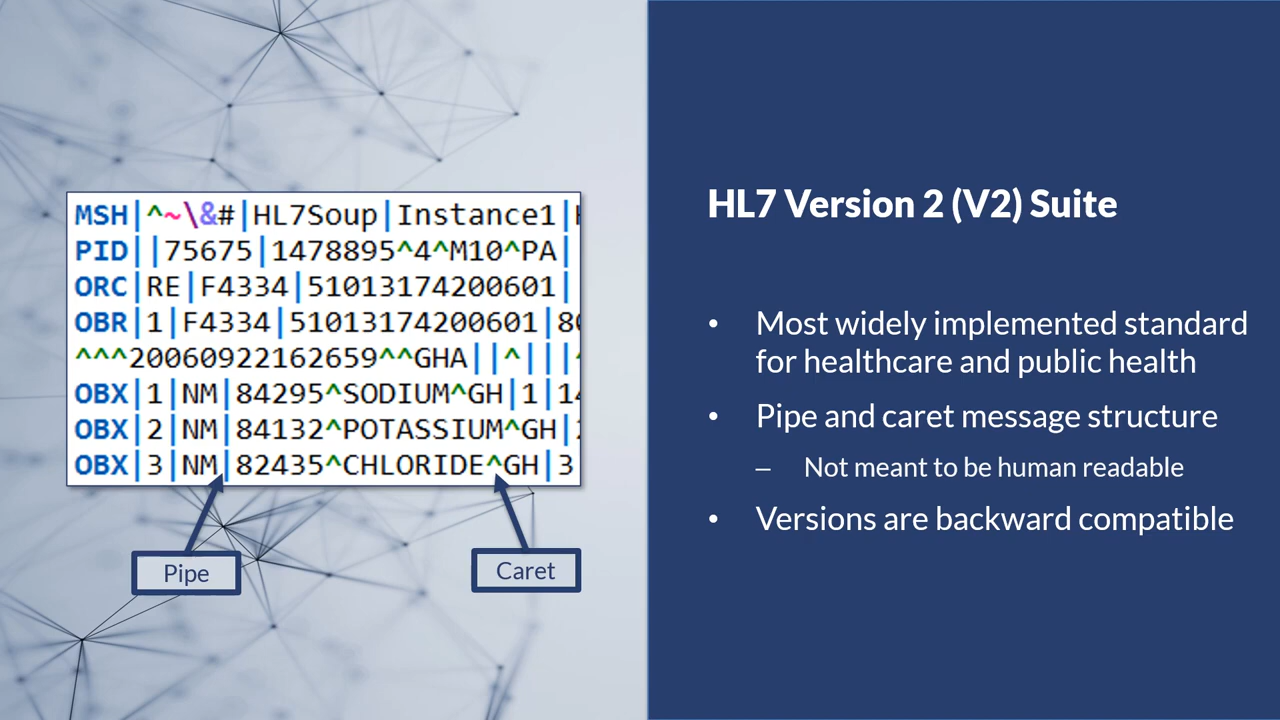 MSH|^~\&#|HL7Soup|Instance1|
PID||75675|1478895^4^M10^PA|
ORC|RE|F4334|51013174200601|
OBR|1|F4334|51013174200601|80
^^^20060922162659^^GHA||^|||^
OBX|1|NM|84295^SODIUM^GH|1|14
OBX|2|NM|84132^POTASSIUM^GH|2
OBX|3|NM|82435^CHLORIDE^GH|3
Pipe
Caret
HL7 Version 2 (V2) Suite
• Most widely implemented standard
for healthcare and public health
• Pipe and caret message structure
– Not meant to be human readable
• Versions are backward compatible